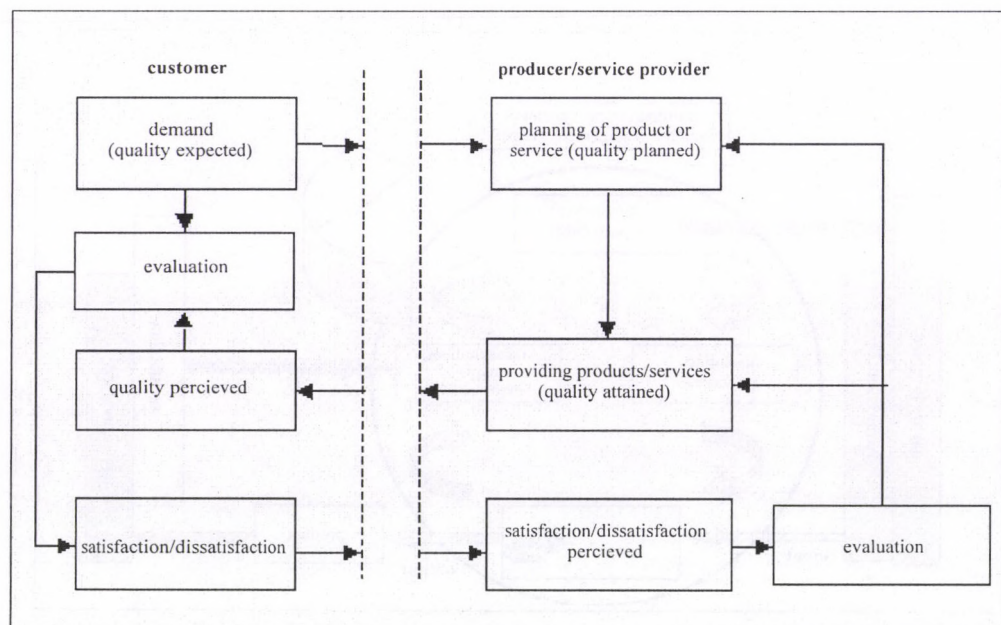 customer
demand
(quality expected)
evaluation
quality percieved
satisfaction/dissatisfaction
producer/service provider
planning of product or
service (quality planned)
providing products/services
(quality attained)
satisfaction/dissatisfaction
percieved
evaluation